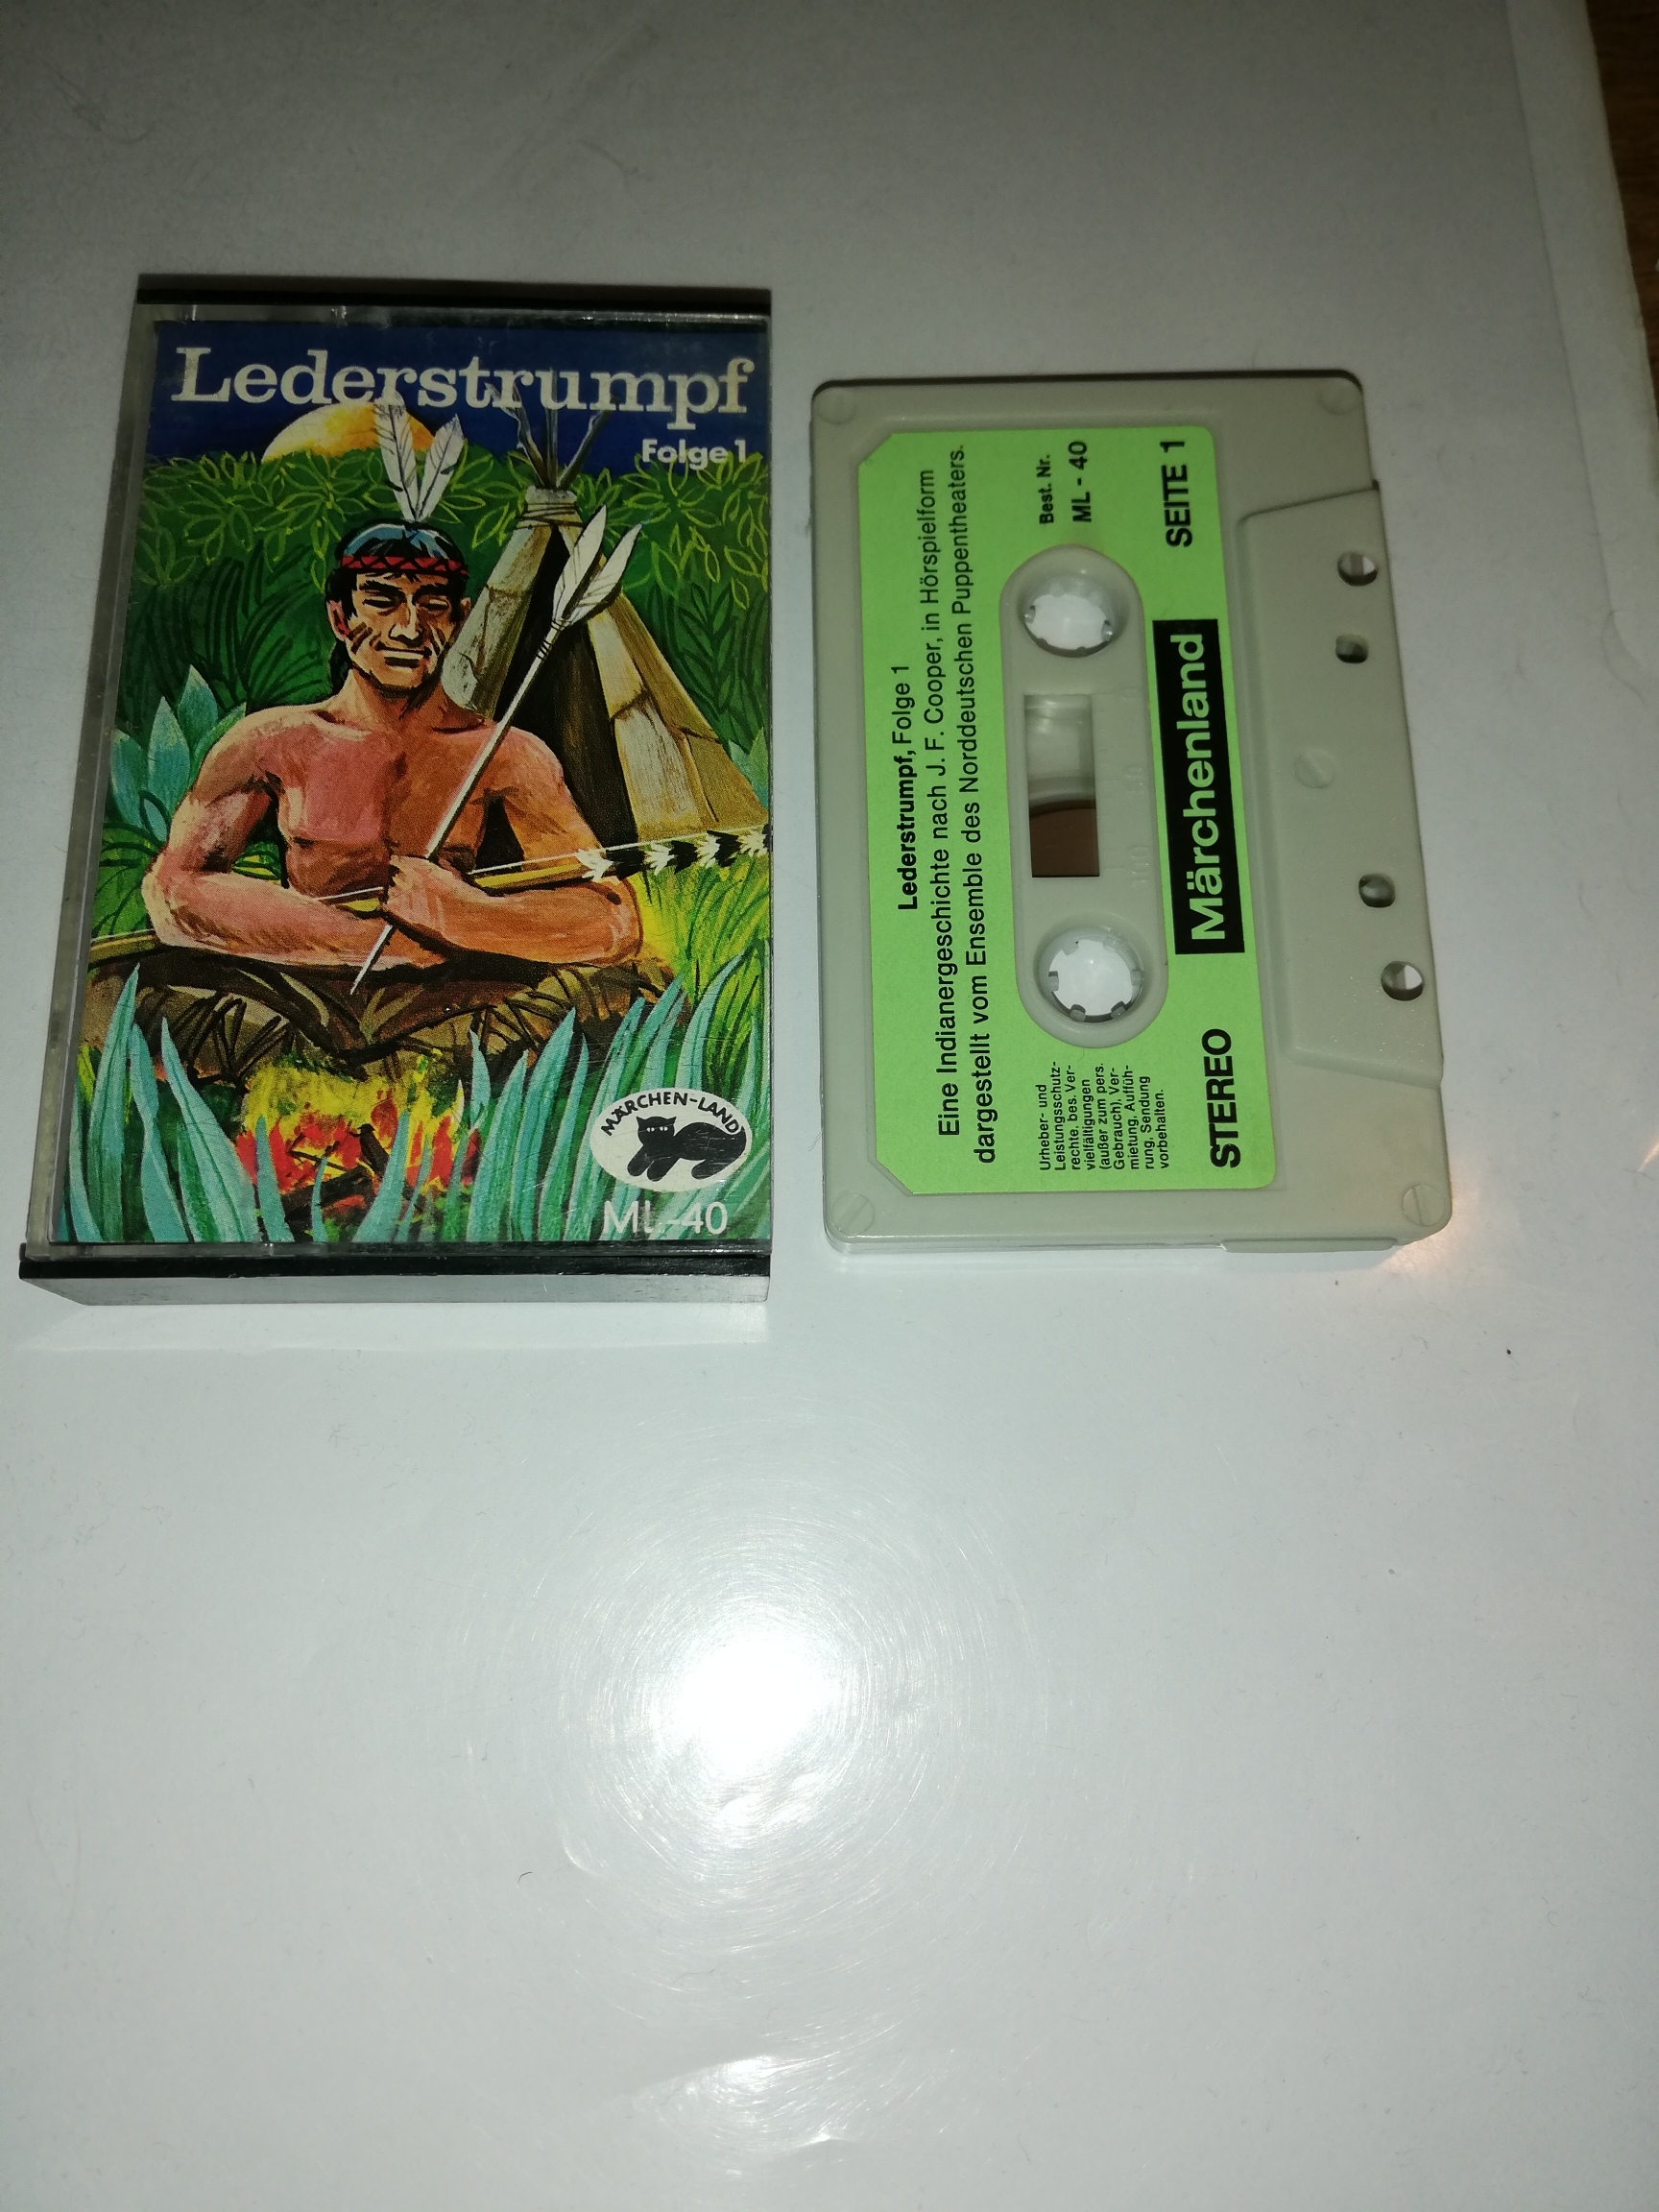 Lederstrumpf
Folge 1
MÄRCHEN-LAND
ML-40
Lederstrumpf, Folge 1
Eine Indianergeschichte nach J. F. Cooper, in Hörspielform
dargestellt vom Ensemble des Norddeutschen Puppentheaters.
Best. Nr.
ML - 40
SEITE 1
Urheber- und
Leistungsschutz-
rechte, bes. Ver-
vielfältigungen
(außer zum pers.
Gebrauch), Ver-
mietung, Auffüh-
rung, Sendung
vorbehalten.
Märchenland
STEREO